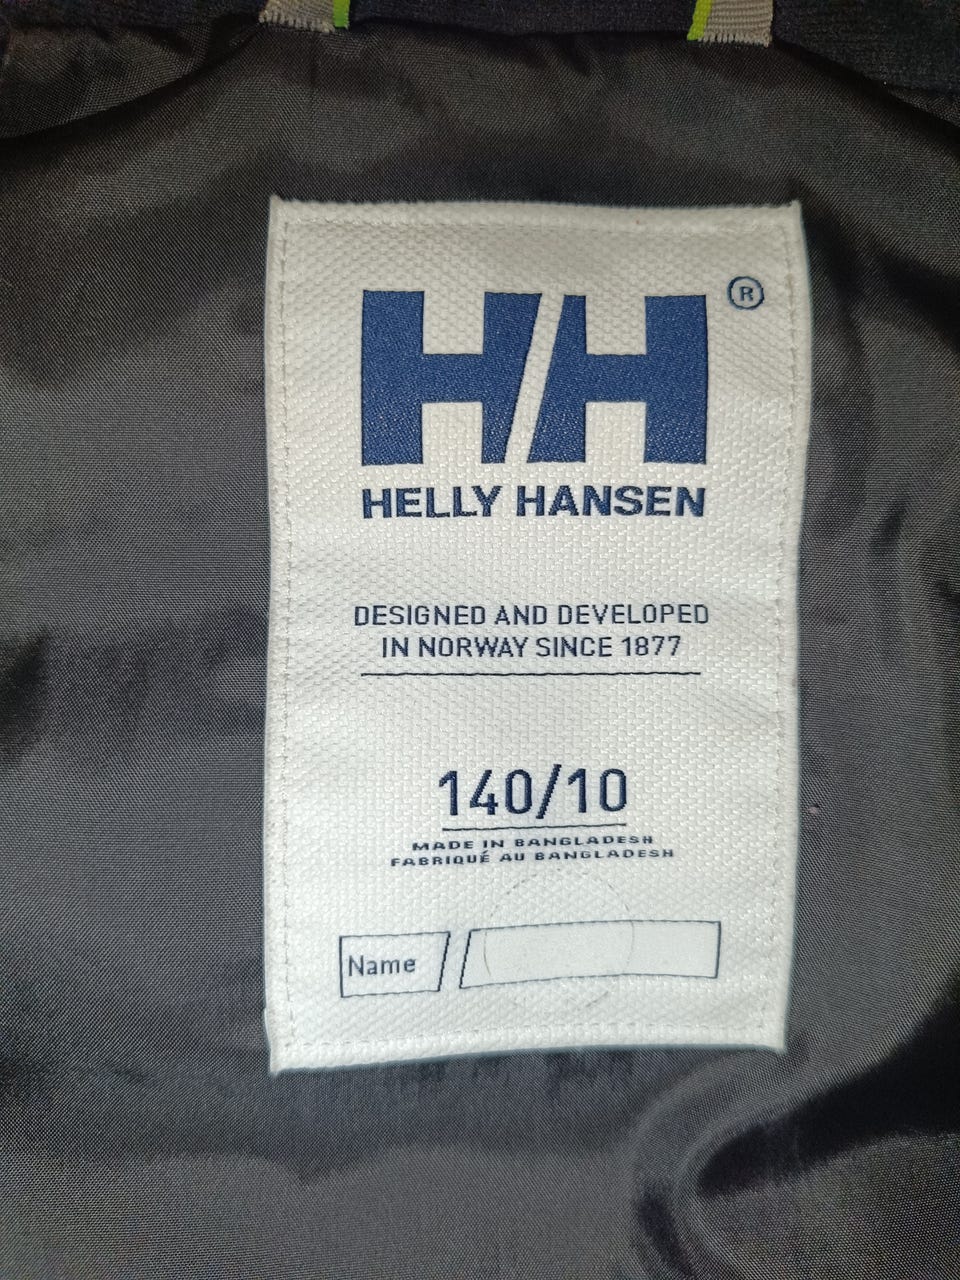 HH ®
HELLY HANSEN
DESIGNED AND DEVELOPED
IN NORWAY SINCE 1877
140/10
MADE IN BANGLADESH
FABRIQUÉ AU BANGLADESH
Name